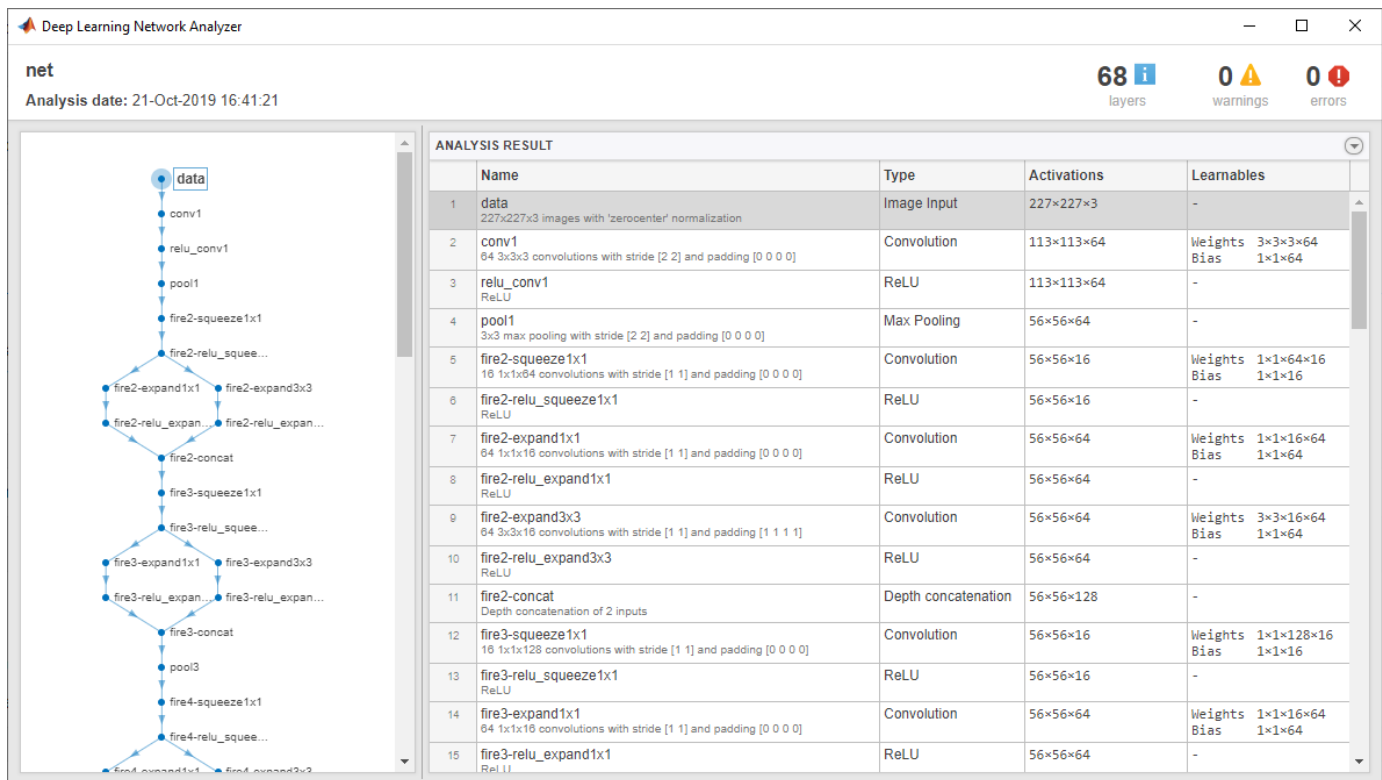 Deep Learning Network Analyzer
net
Analysis date: 21-Oct-2019 16:41:21
68 i
layers
0
warnings
0
errors
data
conv1
relu_conv1
pool1
fire2-squeeze1x1
fire2-relu_squee...
fire2-expand1x1 fire2-expand3x3
fire2-relu_expan... fire2-relu_expan...
fire2-concat
fire3-squeeze1x1
fire3-relu_squee...
fire3-expand1x1 fire3-expand3x3
fire3-relu_expan... fire3-relu_expan...
fire3-concat
pool3
fire4-squeeze1x1
fire4-relu_squee...
fire4-expand1x1 fire4-expand3x3
ANALYSIS RESULT
Name Type Activations Learnables
1 data Image Input 227×227×3 -
227x227x3 images with 'zerocenter' normalization
2 conv1 Convolution 113×113×64 Weights 3×3×3×64
64 3x3x3 convolutions with stride [2 2] and padding [0 0 0 0] Bias 1×1×64
3 relu_conv1 ReLU 113×113×64 -
ReLU
4 pool1 Max Pooling 56×56×64 -
3x3 max pooling with stride [2 2] and padding [0 0 0 0]
5 fire2-squeeze1x1 Convolution 56×56×16 Weights 1×1×64×16
16 1x1x64 convolutions with stride [1 1] and padding [0 0 0 0] Bias 1×1×16
6 fire2-relu_squeeze1x1 ReLU 56×56×16 -
ReLU
7 fire2-expand1x1 Convolution 56×56×64 Weights 1×1×16×64
64 1x1x16 convolutions with stride [1 1] and padding [0 0 0 0] Bias 1×1×64
8 fire2-relu_expand1x1 ReLU 56×56×64 -
ReLU
9 fire2-expand3x3 Convolution 56×56×64 Weights 3×3×16×64
64 3x3x16 convolutions with stride [1 1] and padding [1 1 1 1] Bias 1×1×64
10 fire2-relu_expand3x3 ReLU 56×56×64 -
ReLU
11 fire2-concat Depth concatenation 56×56×128 -
Depth concatenation of 2 inputs
12 fire3-squeeze1x1 Convolution 56×56×16 Weights 1×1×128×16
16 1x1x128 convolutions with stride [1 1] and padding [0 0 0 0] Bias 1×1×16
13 fire3-relu_squeeze1x1 ReLU 56×56×16 -
ReLU
14 fire3-expand1x1 Convolution 56×56×64 Weights 1×1×16×64
64 1x1x16 convolutions with stride [1 1] and padding [0 0 0 0] Bias 1×1×64
15 fire3-relu_expand1x1 ReLU 56×56×64 -
ReLU